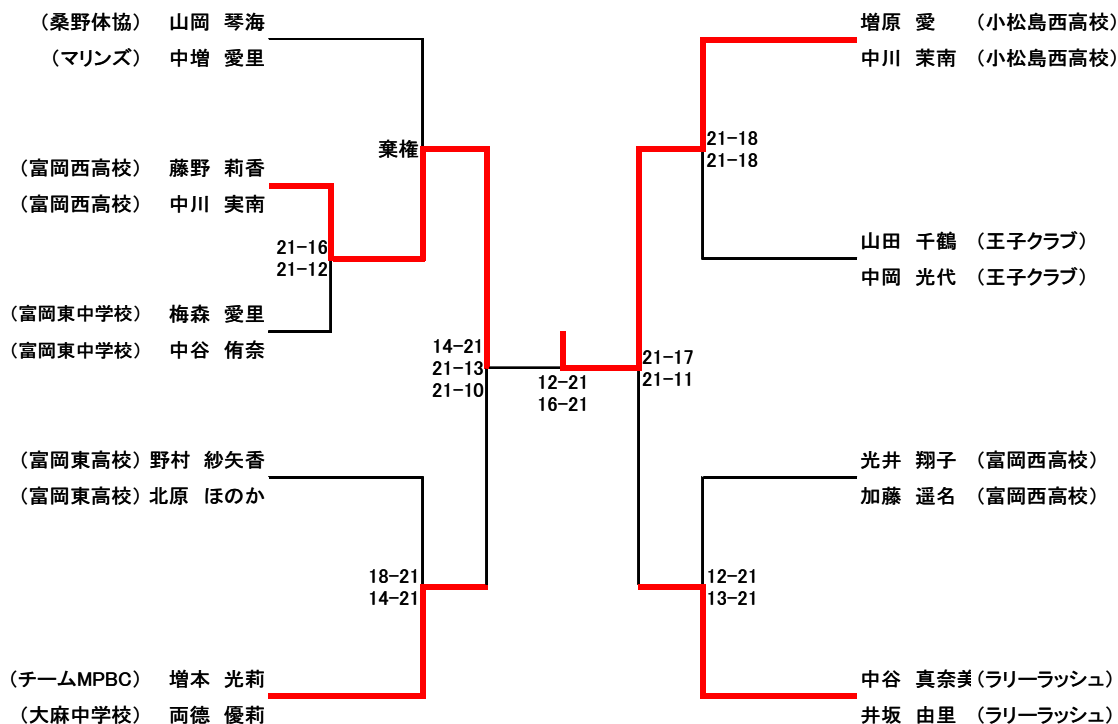 (桑野体協) 山岡 琴海
(マリンズ) 中増 愛里
棄権
(富岡西高校) 藤野 莉香
(富岡西高校) 中川 実南
21-16
21-12
(富岡東中学校) 梅森 愛里
(富岡東中学校) 中谷 侑奈
14-21
21-13
21-10
(富岡東高校) 野村 紗矢香
(富岡東高校) 北原 ほのか
18-21
14-21
(チームMPBC) 増本 光莉
(大麻中学校) 両德 優莉
12-21
16-21
増原 愛 (小松島西高校)
中川 茉南 (小松島西高校)
21-18
21-18
山田 千鶴 (王子クラブ)
中岡 光代 (王子クラブ)
21-17
21-11
光井 翔子 (富岡西高校)
加藤 遥名 (富岡西高校)
12-21
13-21
中谷 真奈美 (ラリーラッシュ)
井坂 由里 (ラリーラッシュ)